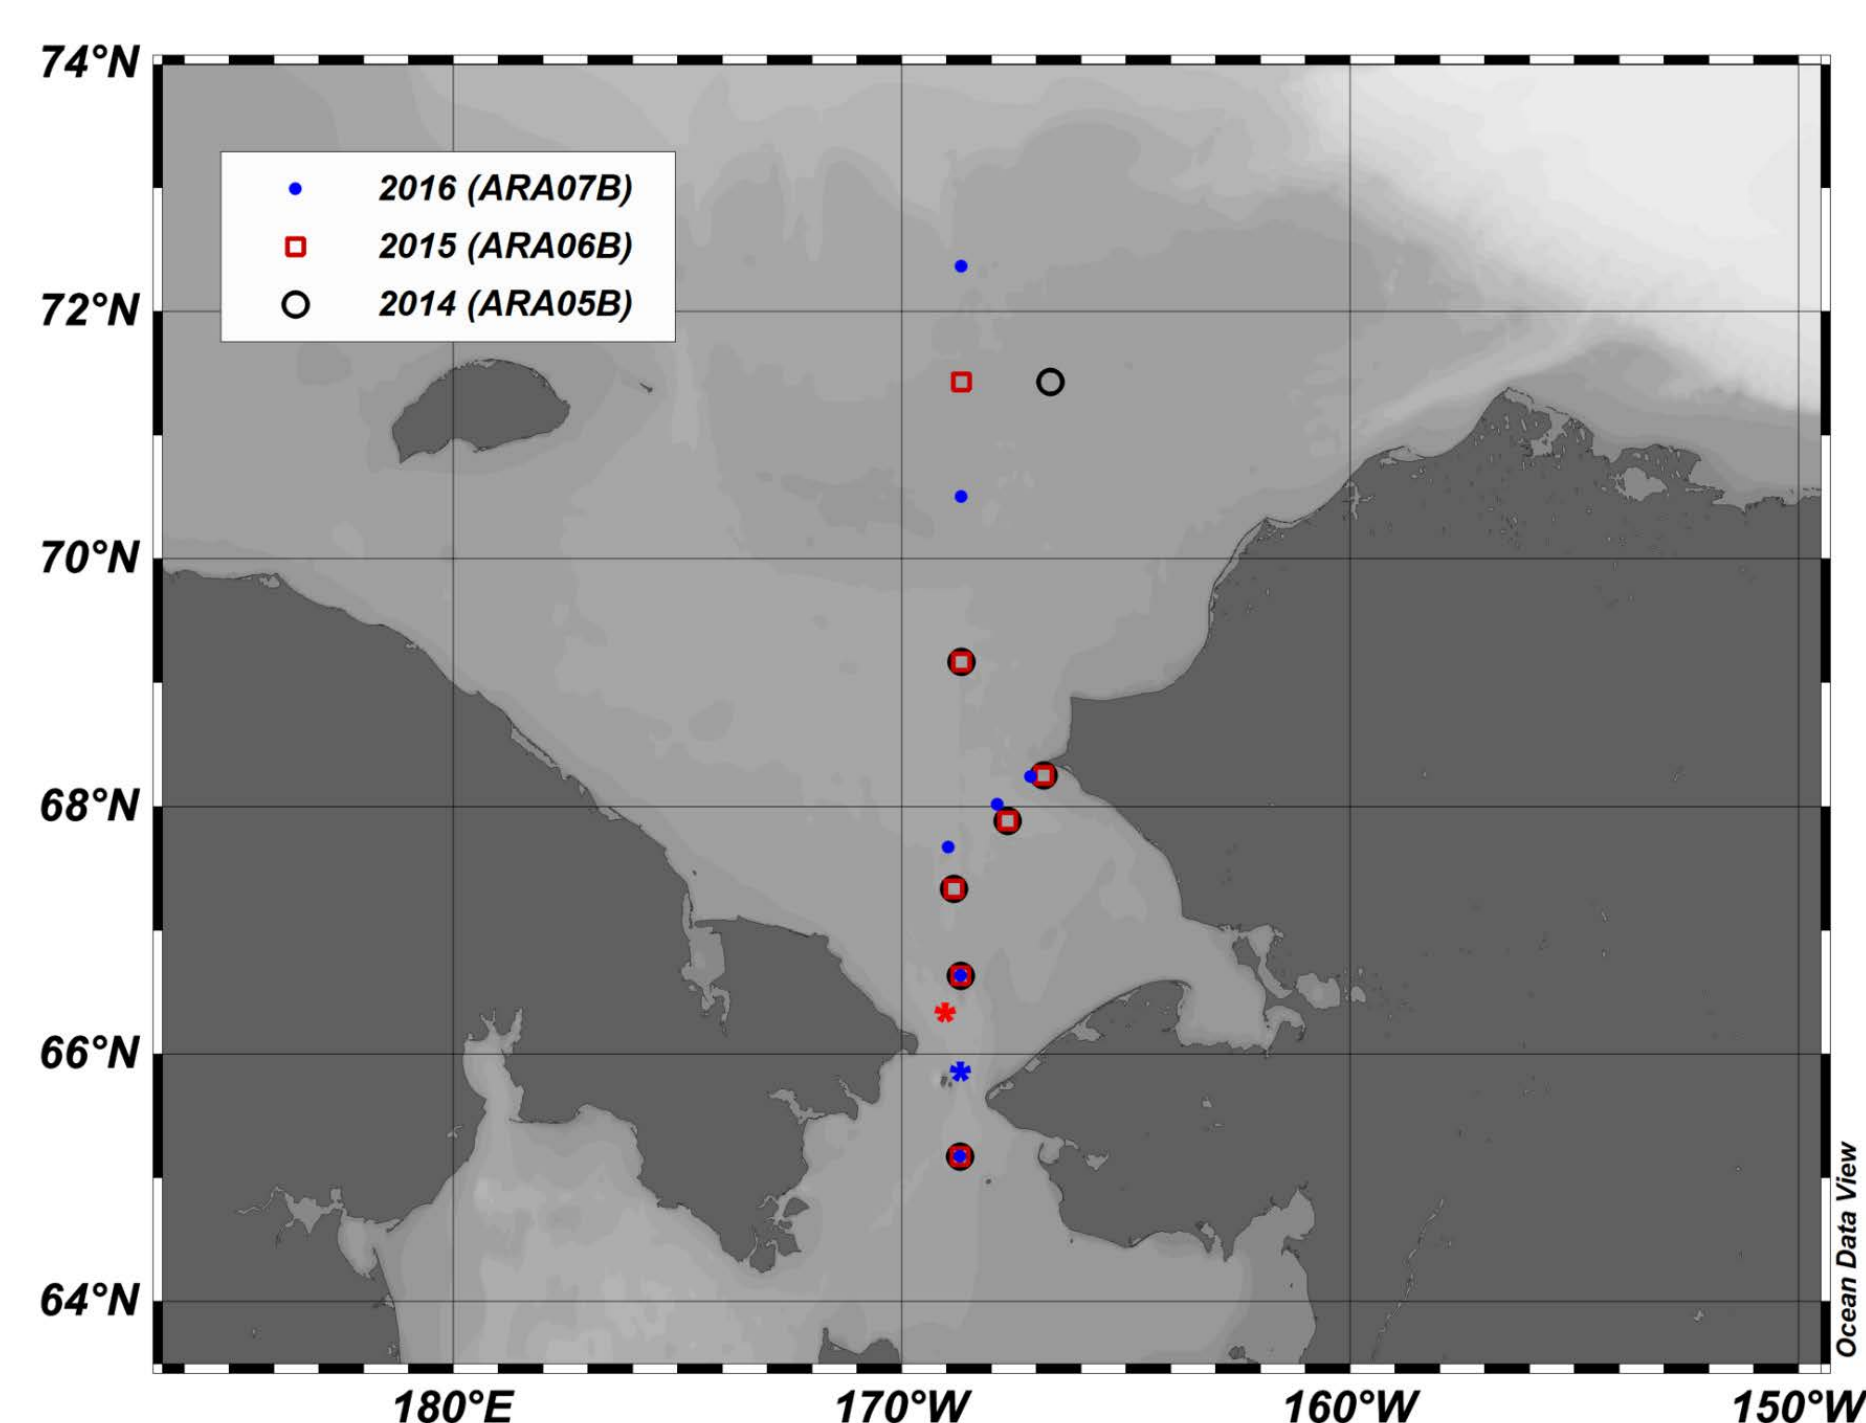 74°N
72°N
70°N
68°N
66°N
64°N
2016 (ARA07B)
2015 (ARA06B)
2014 (ARA05B)
180°E
170°W
160°W
150°W
Ocean Data View